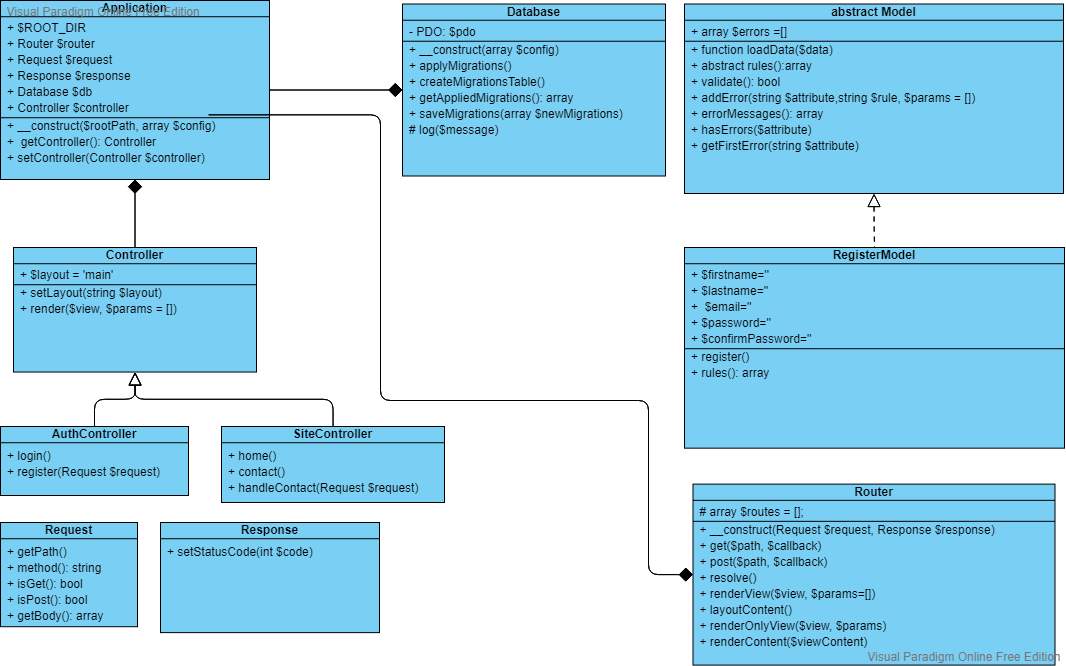 Visual Paradigm Online Free Edition
Application
+ $ROOT_DIR
+ Router $router
+ Request $request
+ Response $response
+ Database $db
+ Controller $controller
+ __construct($rootPath, array $config)
+ getController(): Controller
+ setController(Controller $controller)
Database
- PDO: $pdo
+ __construct(array $config)
+ applyMigrations()
+ createMigrationsTable()
+ getAppliedMigrations(): array
+ saveMigrations(array $newMigrations)
# log($message)
abstract Model
+ array $errors =[]
+ function loadData($data)
+ abstract rules():array
+ validate(): bool
+ addError(string $attribute,string $rule, $params = [])
+ errorMessages(): array
+ hasErrors($attribute)
+ getFirstError(string $attribute)
Controller
+ $layout = 'main'
+ setLayout(string $layout)
+ render($view, $params = [])
RegisterModel
+ $firstname=''
+ $lastname=''
+ $email=''
+ $password=''
+ $confirmPassword=''
+ register()
+ rules(): array
AuthController
+ login()
+ register(Request $request)
SiteController
+ home()
+ contact()
+ handleContact(Request $request)
Request
+ getPath()
+ method(): string
+ isGet(): bool
+ isPost(): bool
+ getBody(): array
Response
+ setStatusCode(int $code)
Router
# array $routes = [];
+ __construct(Request $request, Response $response)
+ get($path, $callback)
+ post($path, $callback)
+ resolve()
+ renderView($view, $params=[])
+ layoutContent()
+ renderOnlyView($view, $params)
+ renderContent($viewContent)
Visual Paradigm Online Free Edition